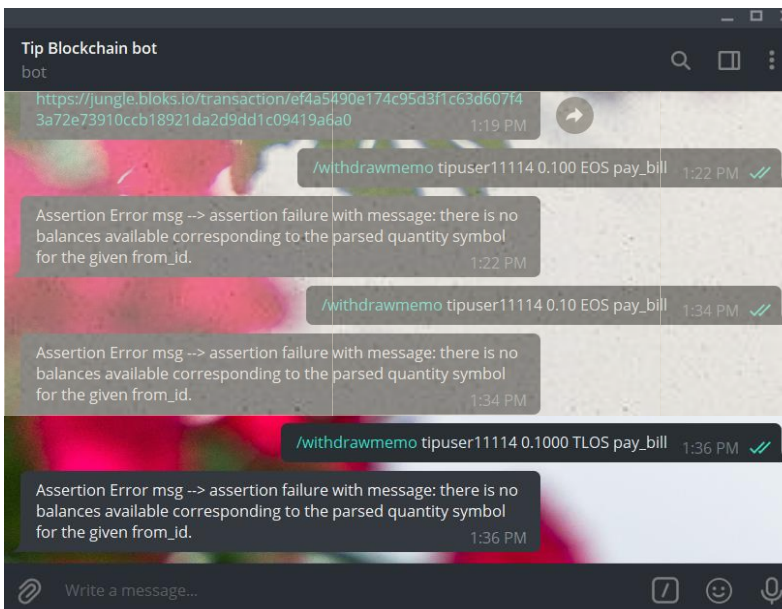 Tip Blockchain bot
bot
https://jungle.bloks.io/transaction/ef4a5490e174c95d3f1c63d607f4
3a72e73910ccb18921da2d9dd1c09419a6a0
1:19 PM
/withdrawmemo tipuser11114 0.100 EOS pay_bill 1:22 PM
Assertion Error msg --> assertion failure with message: there is no
balances available corresponding to the parsed quantity symbol
for the given from_id.
1:22 PM
/withdrawmemo tipuser11114 0.10 EOS pay_bill 1:34 PM
Assertion Error msg --> assertion failure with message: there is no
balances available corresponding to the parsed quantity symbol
for the given from_id.
1:34 PM
/withdrawmemo tipuser11114 0.1000 TLOS pay_bill 1:36 PM
Assertion Error msg --> assertion failure with message: there is no
balances available corresponding to the parsed quantity symbol
for the given from_id.
1:36 PM
Write a message...